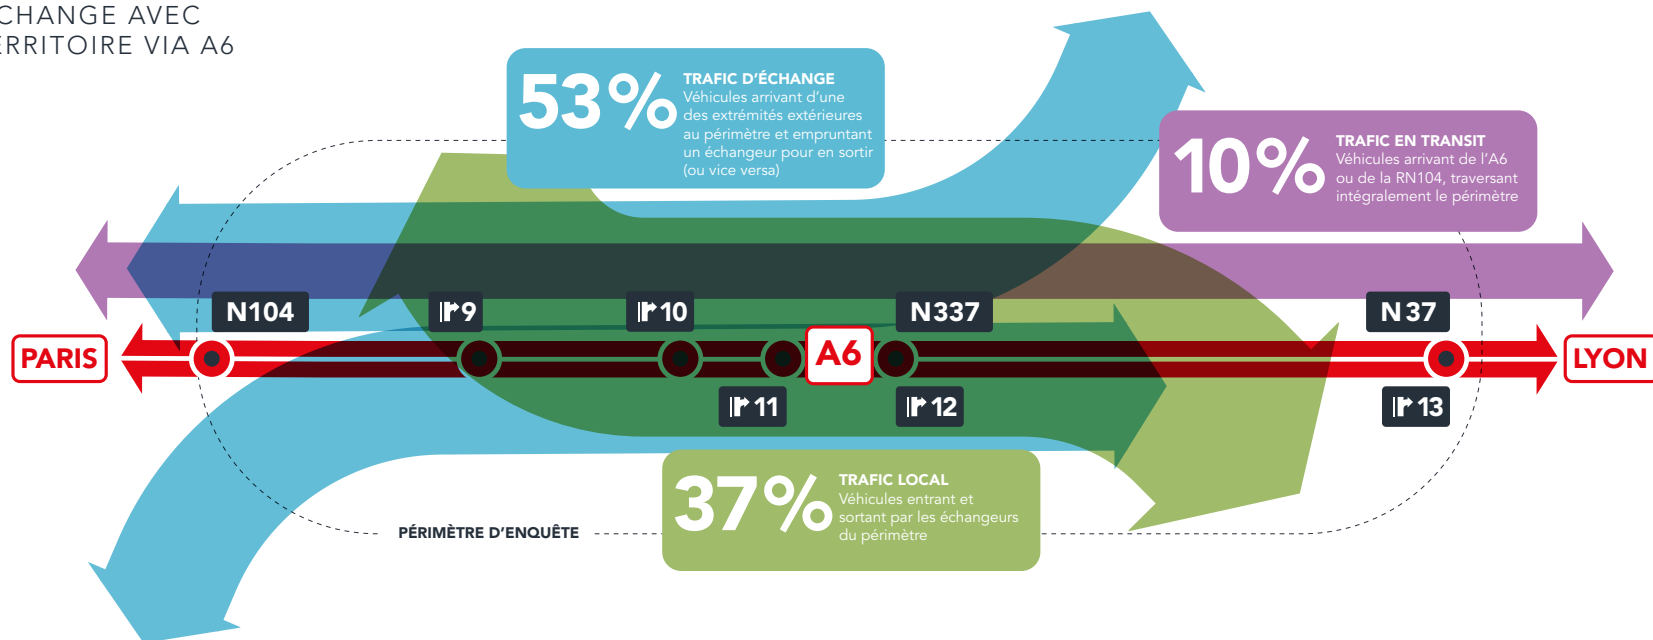 CHANGE AVEC
ERRITOIRE VIA A6
53%
TRAFIC D'ÉCHANGE
Véhicules arrivant d'une
des extrémités extérieures
au périmètre et empruntant
un échangeur pour en sortir
(ou vice versa)
10%
TRAFIC EN TRANSIT
Véhicules arrivant de l'A6
ou de la RN104, traversant
intégralement le périmètre
N104
9
10
N337
N37
PARIS
A6
LYON
11
12
13
37%
TRAFIC LOCAL
Véhicules entrant et
sortant par les échangeurs
du périmètre
PÉRIMÈTRE D'ENQUÊTE